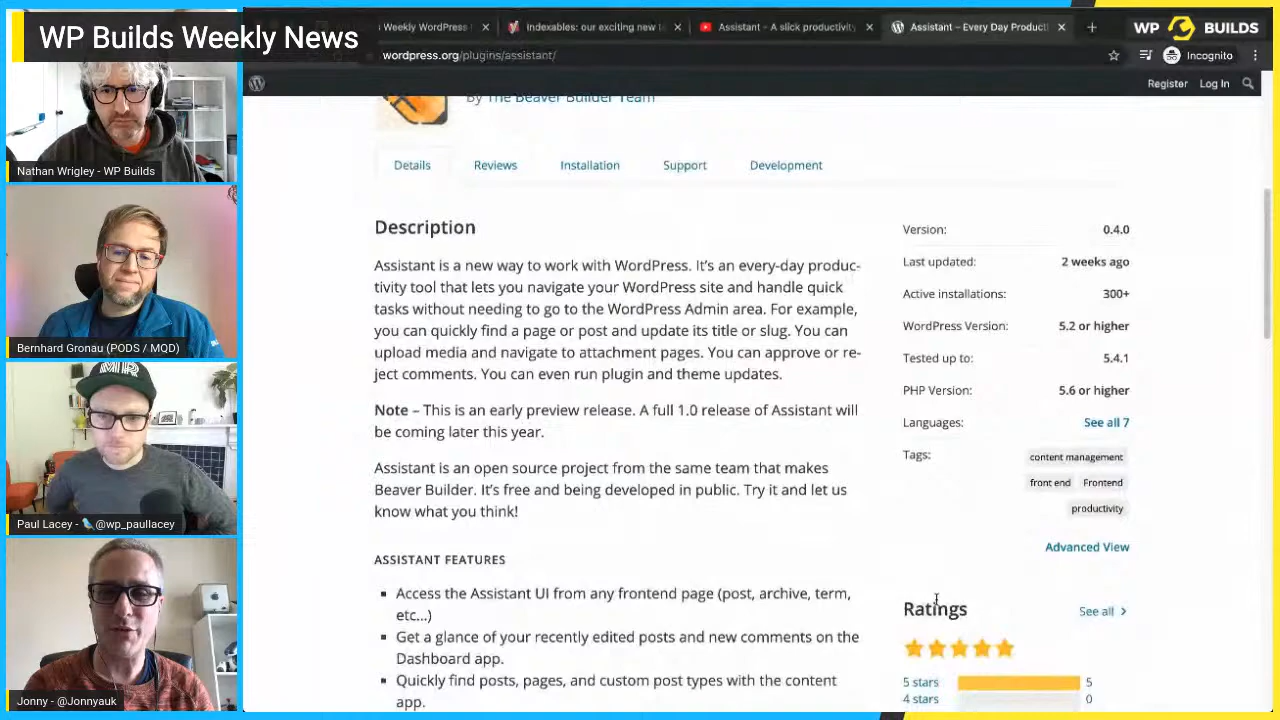 WP Builds Weekly News
s Weekly WordPress
Indexables: our exciting new t
Assistant – A slick productivity
Assistant – Every Day Producti
WP BUILDS
wordpress.org/plugins/assistant/
Incognito
Register
Log In
By The Beaver Builder Team
Details
Reviews
Installation
Support
Development
Description
Assistant is a new way to work with WordPress. It's an every-day produc-
tivity tool that lets you navigate your WordPress site and handle quick
tasks without needing to go to the WordPress Admin area. For example,
you can quickly find a page or post and update its title or slug. You can
upload media and navigate to attachment pages. You can approve or re-
ject comments. You can even run plugin and theme updates.
Note – This is an early preview release. A full 1.0 release of Assistant will
be coming later this year.
Assistant is an open source project from the same team that makes
Beaver Builder. It's free and being developed in public. Try it and let us
know what you think!
ASSISTANT FEATURES
Access the Assistant UI from any frontend page (post, archive, term,
etc...)
Get a glance of your recently edited posts and new comments on the
Dashboard app.
Quickly find posts, pages, and custom post types with the content
app.
Version: 0.4.0
Last updated: 2 weeks ago
Active installations: 300+
WordPress Version: 5.2 or higher
Tested up to: 5.4.1
PHP Version: 5.6 or higher
Languages: See all 7
Tags: content management
front end Frontend
productivity
Advanced View
Ratings See all
5 stars 5
4 stars 0
Nathan Wrigley - WP Builds
Bernhard Gronau (PODS / MQD)
Paul Lacey - @wp_paullacey
Jonny - @Jonnyauk